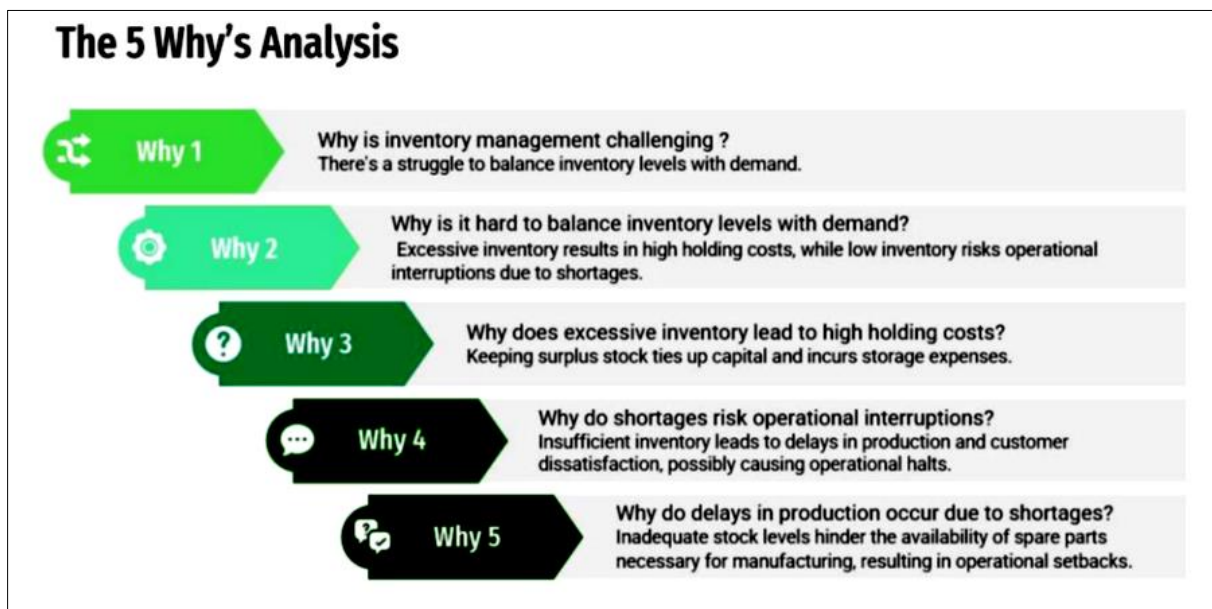 The 5 Why's Analysis
Why 1
Why is inventory management challenging ?
There's a struggle to balance inventory levels with demand.
Why 2
Why is it hard to balance inventory levels with demand?
Excessive inventory results in high holding costs, while low inventory risks operational
interruptions due to shortages.
Why 3
Why does excessive inventory lead to high holding costs?
Keeping surplus stock ties up capital and incurs storage expenses.
Why 4
Why do shortages risk operational interruptions?
Insufficient inventory leads to delays in production and customer
dissatisfaction, possibly causing operational halts.
Why 5
Why do delays in production occur due to shortages?
Inadequate stock levels hinder the availability of spare parts
necessary for manufacturing, resulting in operational setbacks.